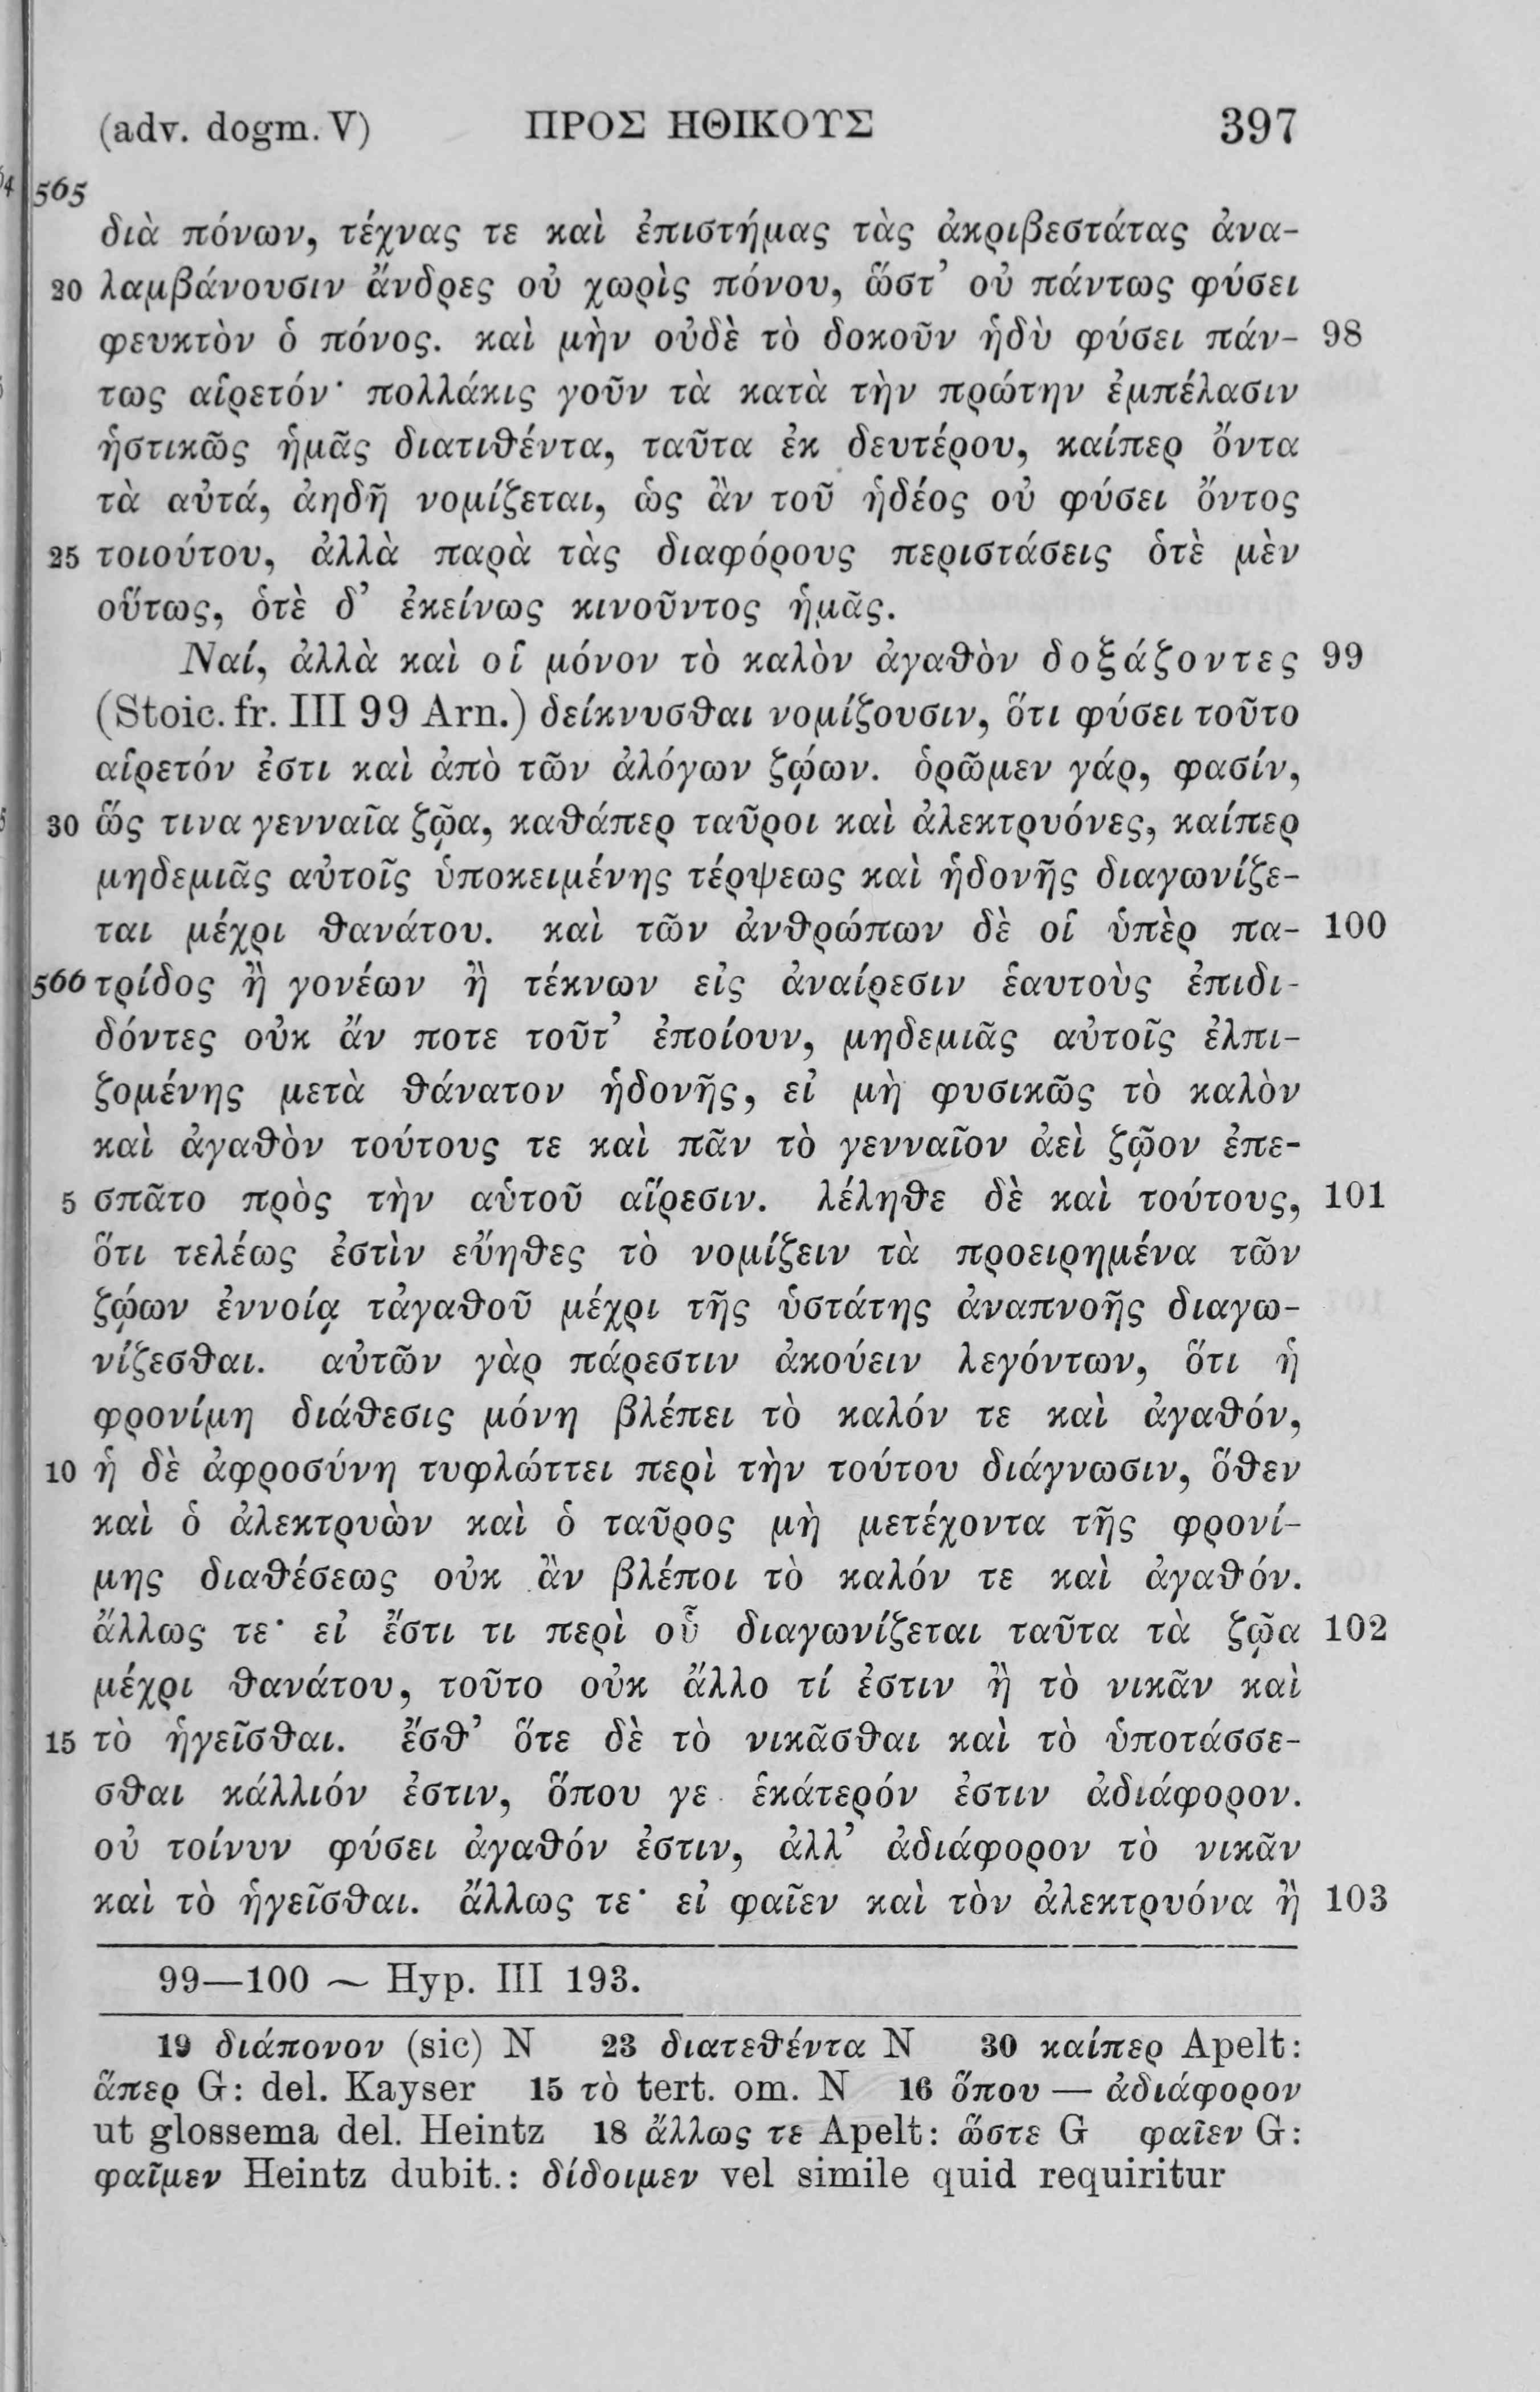 (adv. dogm. V) ΠΡΟΣ ΗΘΙΚΟΥΣ 397
565
διὰ πόνων, τέχνας τε καὶ ἐπιστήμας τὰς ἀκριβεστάτας ἀνα-
20 λαμβάνουσιν ἄνδρες οὐ χωρὶς πόνου, ὥστ’ οὐ πάντως φύσει
φευκτὸν ὁ πόνος. καὶ μὴν οὐδὲ τὸ δοκοῦν ἡδὺ φύσει πάν- 98
τως αἱρετόν· πολλάκις γοῦν τὰ κατὰ τὴν πρώτην ἐμπέλασιν
ἡστικῶς ἡμᾶς διατιθέντα, ταῦτα ἐκ δευτέρου, καίπερ ὄντα
τὰ αὐτά, ἀηδῆ νομίζεται, ὡς ἂν τοῦ ἡδέος οὐ φύσει ὄντος
25 τοιούτου, ἀλλὰ παρὰ τὰς διαφόρους περιστάσεις ὁτὲ μὲν
οὕτως, ὁτὲ δ’ ἐκείνως κινοῦντος ἡμᾶς.
Ναί, ἀλλὰ καὶ οἱ μόνον τὸ καλὸν ἀγαθὸν δοξάζοντες 99
(Stoic. fr. III 99 Arn.) δείκνυσθαι νομίζουσιν, ὅτι φύσει τοῦτο
αἱρετόν ἐστι καὶ ἀπὸ τῶν ἀλόγων ζῴων. ὁρῶμεν γάρ, φασίν,
30 ὥς τινα γενναῖα ζῷα, καθάπερ ταῦροι καὶ ἀλεκτρυόνες, καίπερ
μηδεμιᾶς αὐτοῖς ὑποκειμένης τέρψεως καὶ ἡδονῆς διαγωνίζε-
ται μέχρι θανάτου. καὶ τῶν ἀνθρώπων δὲ οἱ ὑπὲρ πα- 100
566 τρίδος ἢ γονέων ἢ τέκνων εἰς ἀναίρεσιν ἑαυτοὺς ἐπιδι-
δόντες οὐκ ἄν ποτε τοῦτ’ ἐποίουν, μηδεμιᾶς αὐτοῖς ἐλπι-
ζομένης μετὰ θάνατον ἡδονῆς, εἰ μὴ φυσικῶς τὸ καλὸν
καὶ ἀγαθὸν τούτους τε καὶ πᾶν τὸ γενναῖον ἀεὶ ζῷον ἐπε-
5 σπᾶτο πρὸς τὴν αὑτοῦ αἵρεσιν. λέληθε δὲ καὶ τούτους, 101
ὅτι τελέως ἐστὶν εὔηθες τὸ νομίζειν τὰ προειρημένα τῶν
ζῴων ἐννοίᾳ τἀγαθοῦ μέχρι τῆς ὑστάτης ἀναπνοῆς διαγω-
νίζεσθαι. αὐτῶν γὰρ πάρεστιν ἀκούειν λεγόντων, ὅτι ἡ
φρονίμη διάθεσις μόνη βλέπει τὸ καλόν τε καὶ ἀγαθόν,
10 ἡ δὲ ἀφροσύνη τυφλώττει περὶ τὴν τούτου διάγνωσιν, ὅθεν
καὶ ὁ ἀλεκτρυὼν καὶ ὁ ταῦρος μὴ μετέχοντα τῆς φρονί-
μης διαθέσεως οὐκ ἂν βλέποι τὸ καλόν τε καὶ ἀγαθόν.
ἄλλως τε· εἰ ἔστι τι περὶ οὗ διαγωνίζεται ταῦτα τὰ ζῷα 102
μέχρι θανάτου, τοῦτο οὐκ ἄλλο τί ἐστιν ἢ τὸ νικᾶν καὶ
15 τὸ ἡγεῖσθαι. ἔσθ’ ὅτε δὲ τὸ νικᾶσθαι καὶ τὸ ὑποτάσσε-
σθαι κάλλιόν ἐστιν, ὅπου γε ἑκάτερόν ἐστιν ἀδιάφορον.
οὐ τοίνυν φύσει ἀγαθόν ἐστιν, ἀλλ’ ἀδιάφορον τὸ νικᾶν
καὶ τὸ ἡγεῖσθαι. ἄλλως τε· εἰ φαῖεν καὶ τὸν ἀλεκτρυόνα ἢ 103
99—100 ~ Hyp. III 193.
19 διάπονον (sic) N 23 διατεθέντα N 30 καίπερ Apelt:
ἅπερ G: del. Kayser 15 τὸ tert. om. N 16 ὅπου — ἀδιάφορον
ut glossema del. Heintz 18 ἄλλως τε Apelt: ὥστε G φαῖεν G:
φαῖμεν Heintz dubit.: δίδοιμεν vel simile quid requiritur